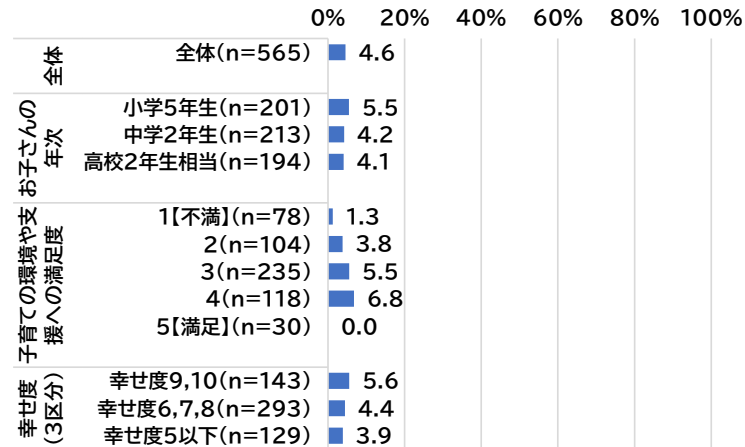 0% 20% 40% 60% 80% 100%
全体
全体(n=565) 4.6
お子さんの
年次
小学5年生(n=201) 5.5
中学2年生(n=213) 4.2
高校2年生相当(n=194) 4.1
子育ての環境や支
援への満足度
1【不満】(n=78) 1.3
2(n=104) 3.8
3(n=235) 5.5
4(n=118) 6.8
5【満足】(n=30) 0.0
幸せ度
(3区分)
幸せ度9,10(n=143) 5.6
幸せ度6,7,8(n=293) 4.4
幸せ度5以下(n=129) 3.9